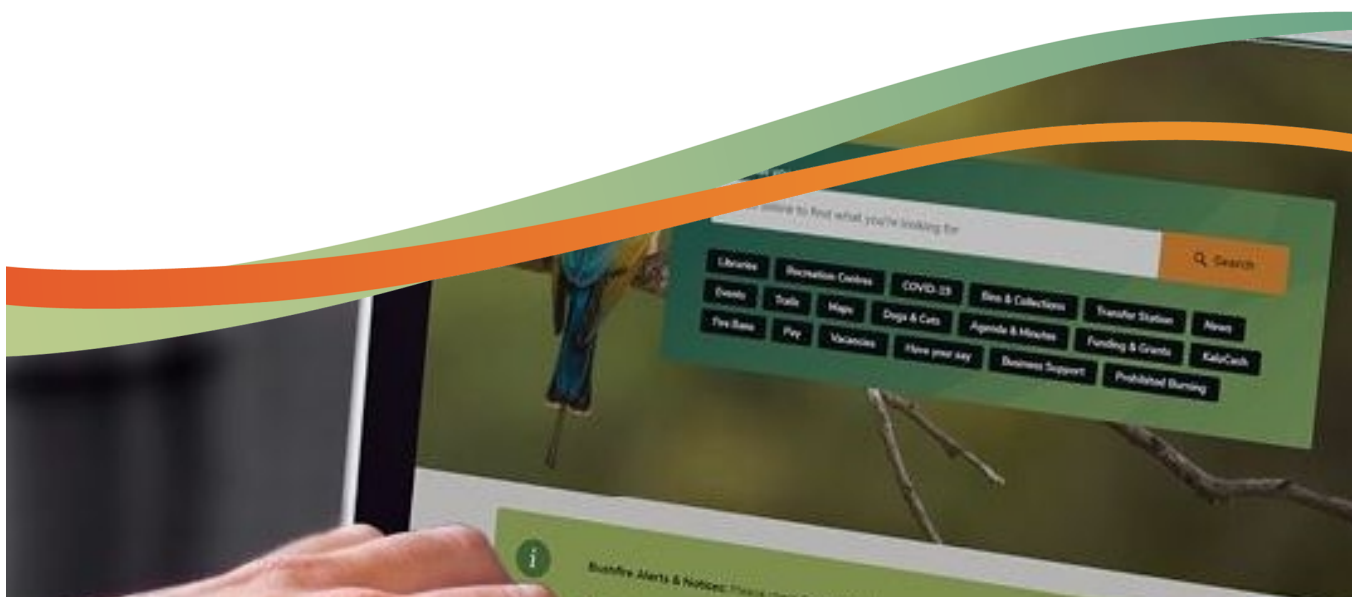 online to find what you're looking for
Search
Libraries Recreation Centres COVID-19 Bins & Collections Transfer Station News
Events Trails Maps Dogs & Cats Agenda & Minutes Funding & Grants KalaCash
Fire Bans Pay Vacancies Have your say Business Support Prohibited Burning
i
Bushfire Alerts & Notices: Please